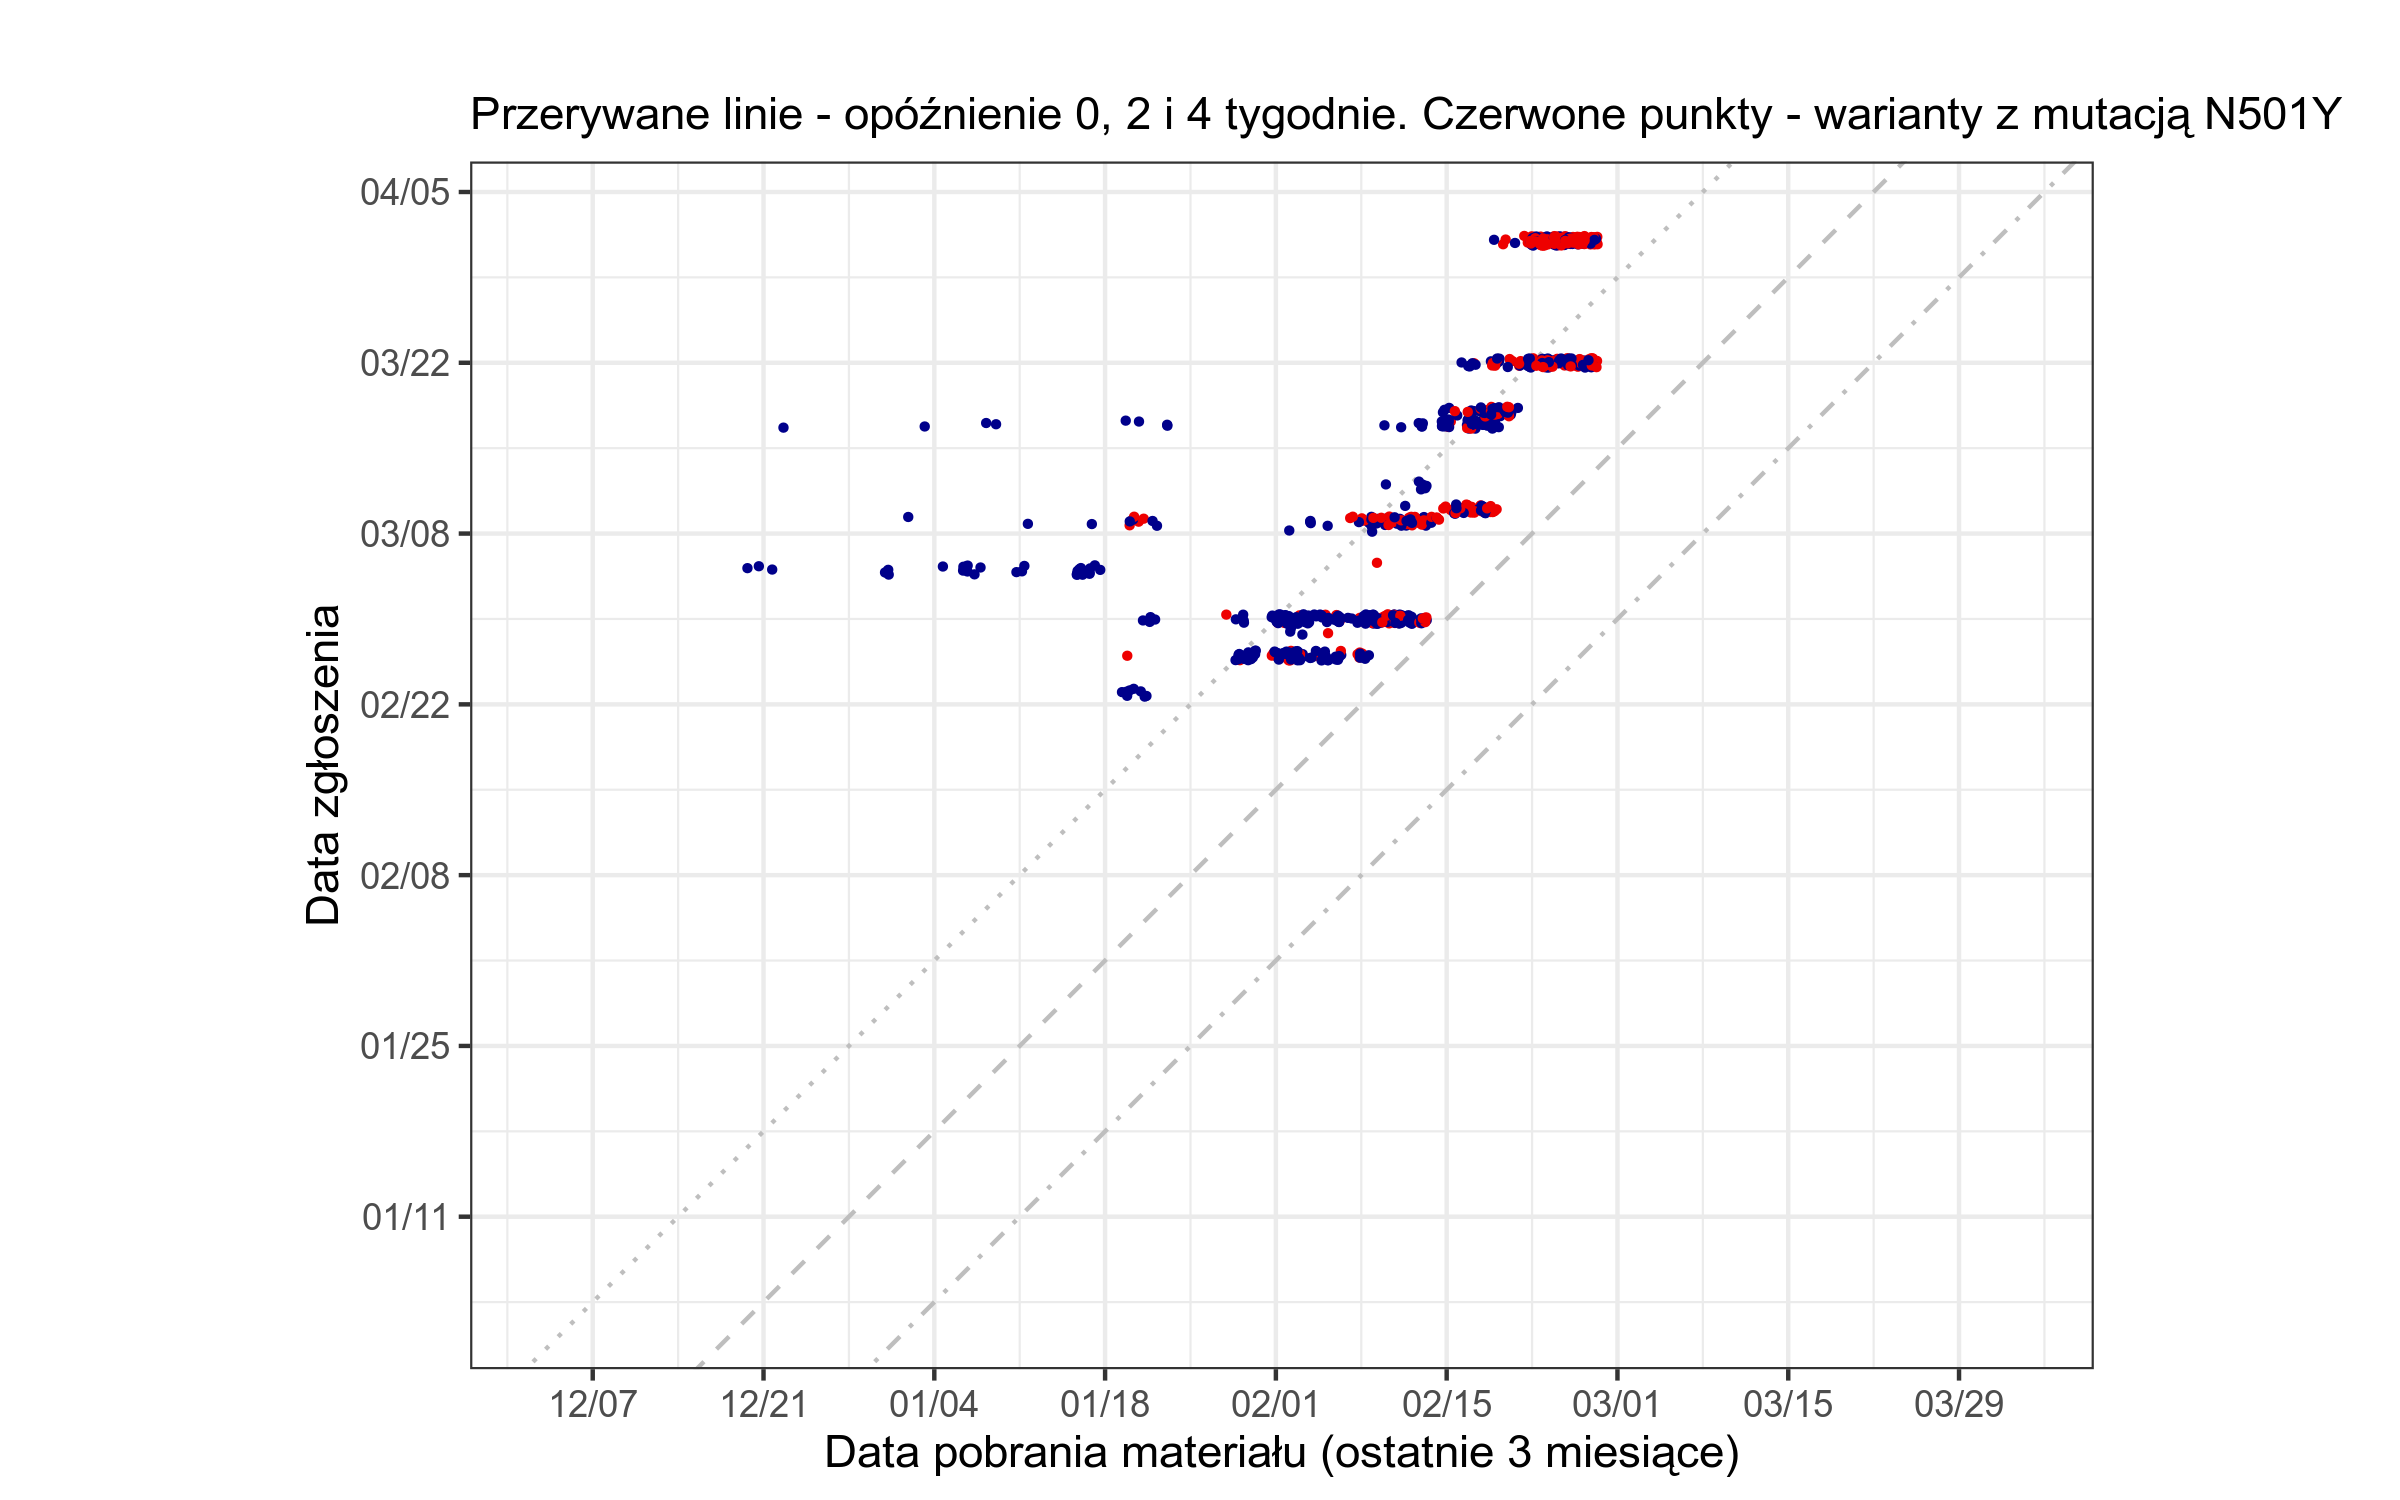 Przerywane linie - opóźnienie 0, 2 i 4 tygodnie. Czerwone punkty - warianty z mutacją N501Y
04/05
03/22
03/08
02/22
02/08
01/25
01/11
Data zgłoszenia
12/07 12/21 01/04 01/18 02/01 02/15 03/01 03/15 03/29
Data pobrania materiału (ostatnie 3 miesiące)